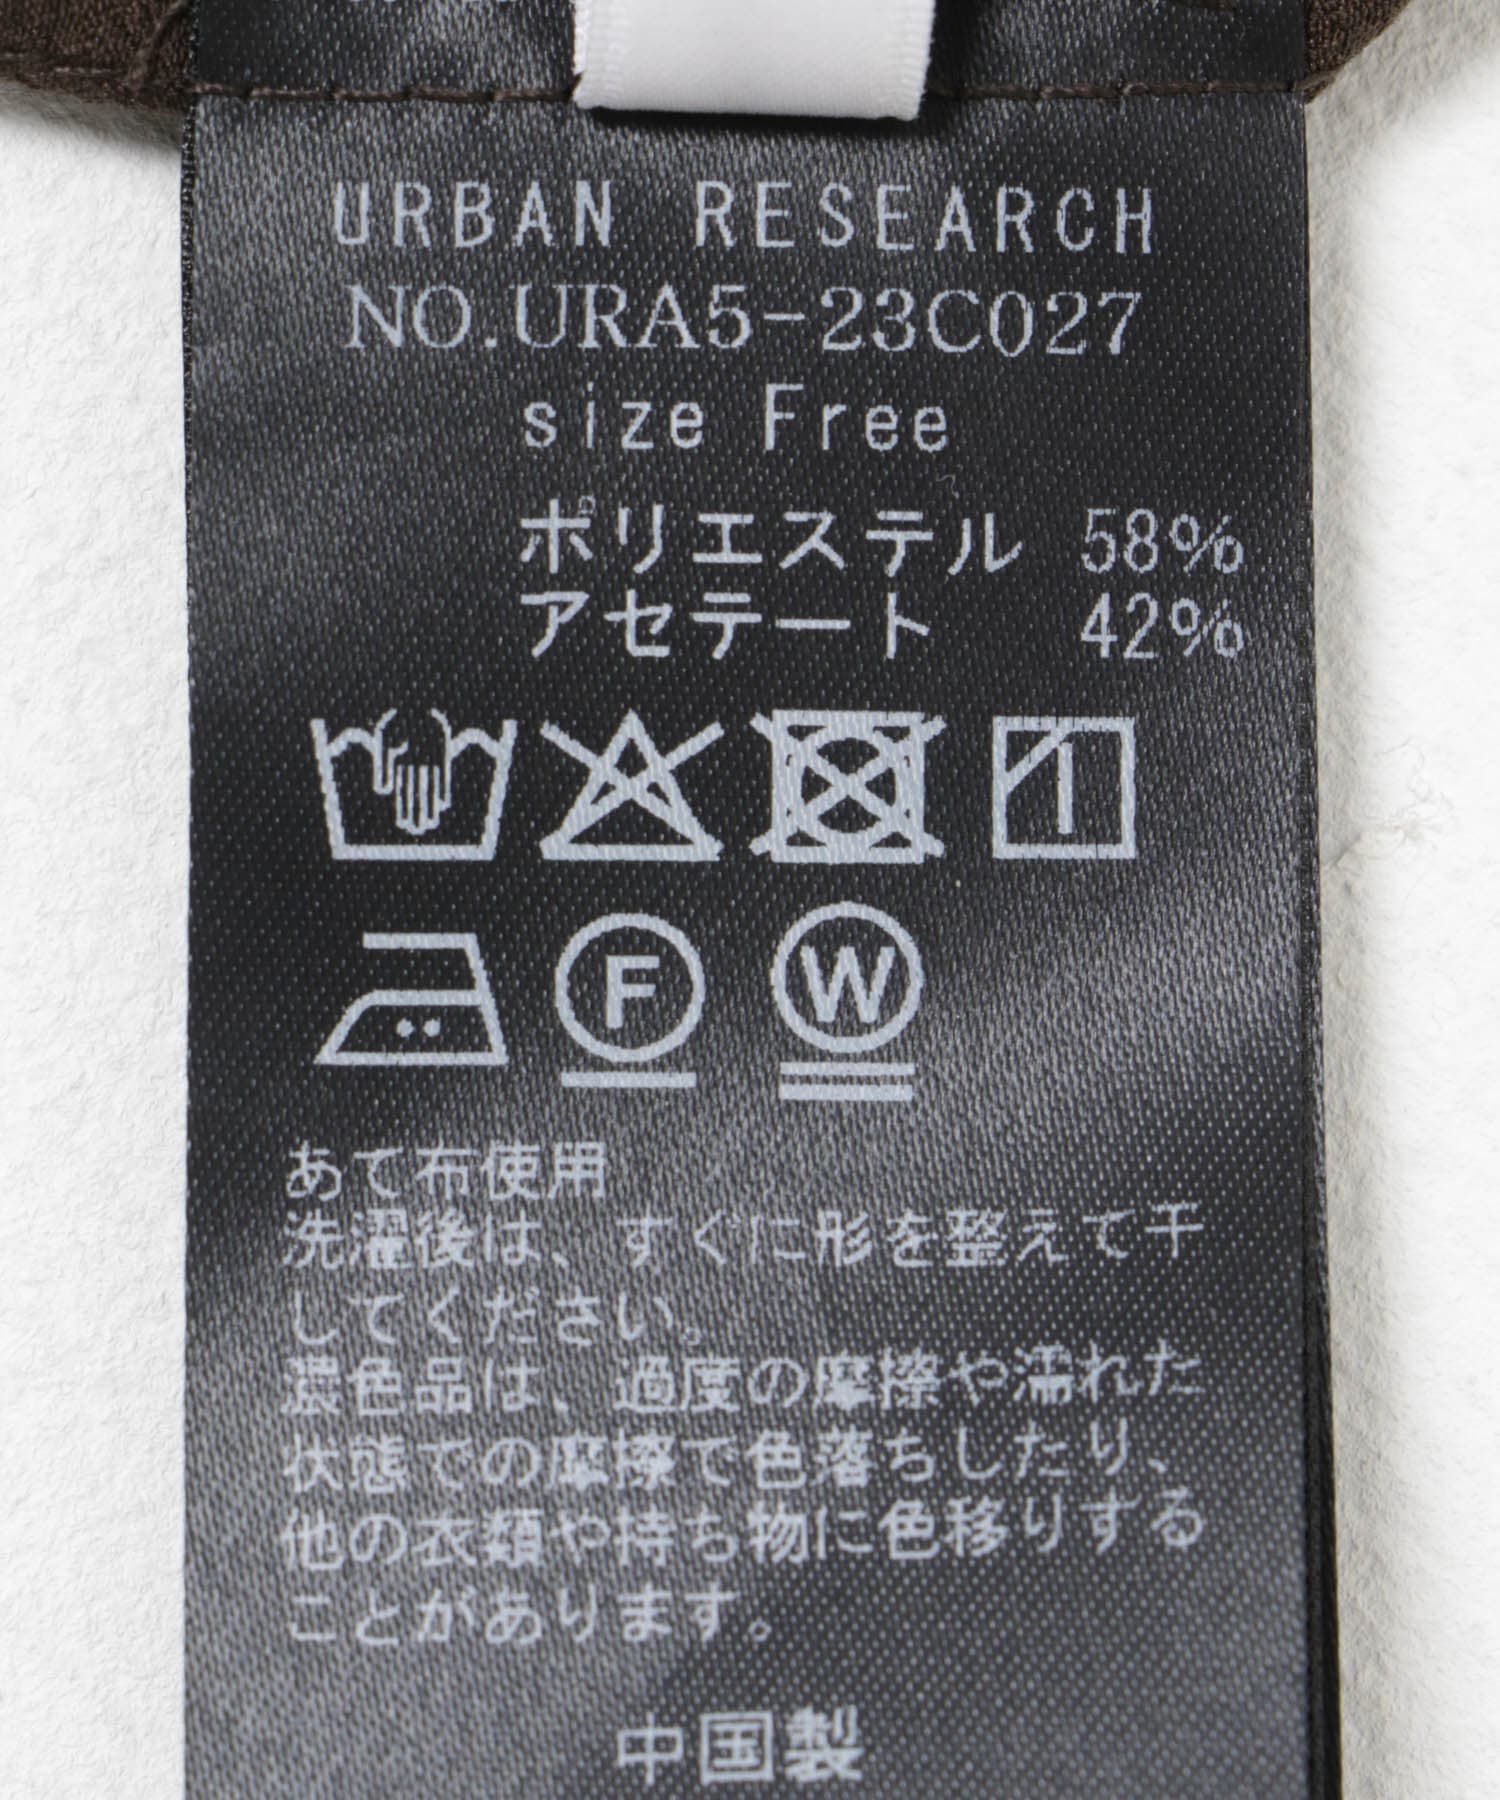 URBAN RESEARCH
NO.URA5-23C027
size Free
ポリエステル 58%
アセテート 42%
F W
あて布使用
洗濯後は、すぐに形を整えて干
してください。
濃色品は、過度の摩擦や濡れた
状態での摩擦で色落ちしたり、
他の衣類や持ち物に色移りする
ことがあります。
中国製